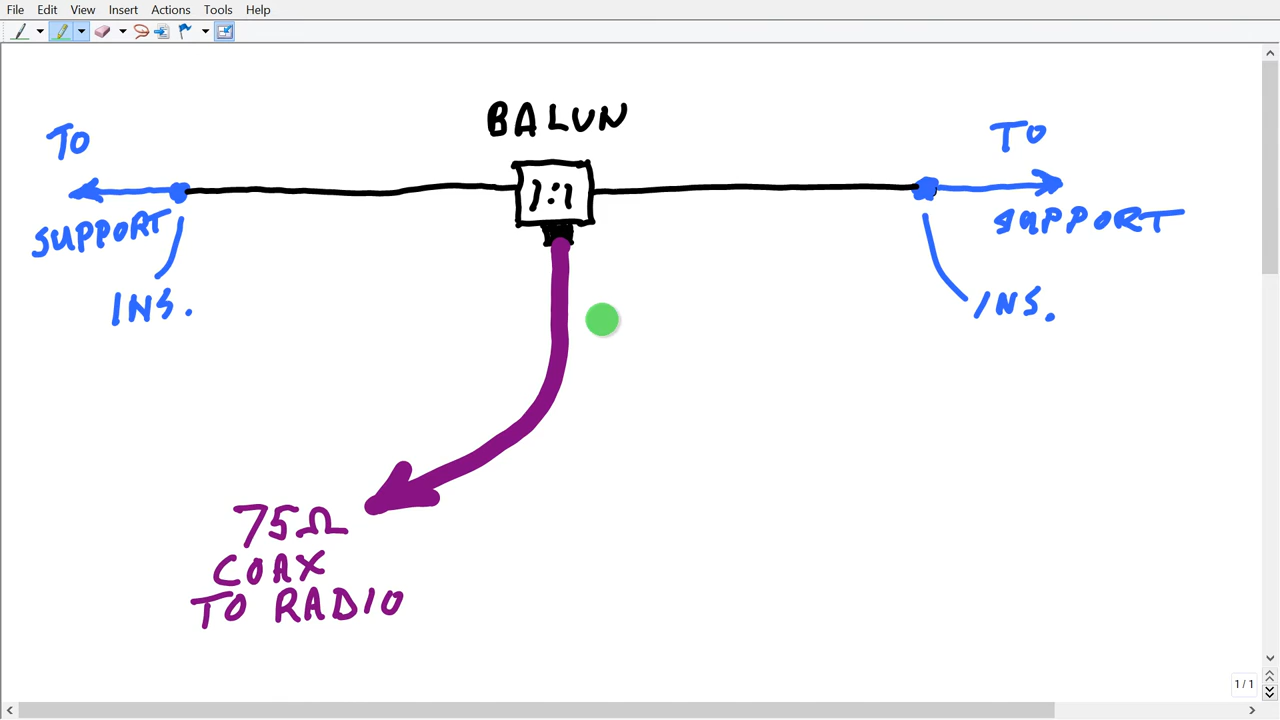 File Edit View Insert Actions Tools Help
BALUN
TO
SUPPORT
INS.
1:1
TO
SUPPORT
INS.
75Ω
COAX
TO RADIO
1 / 1